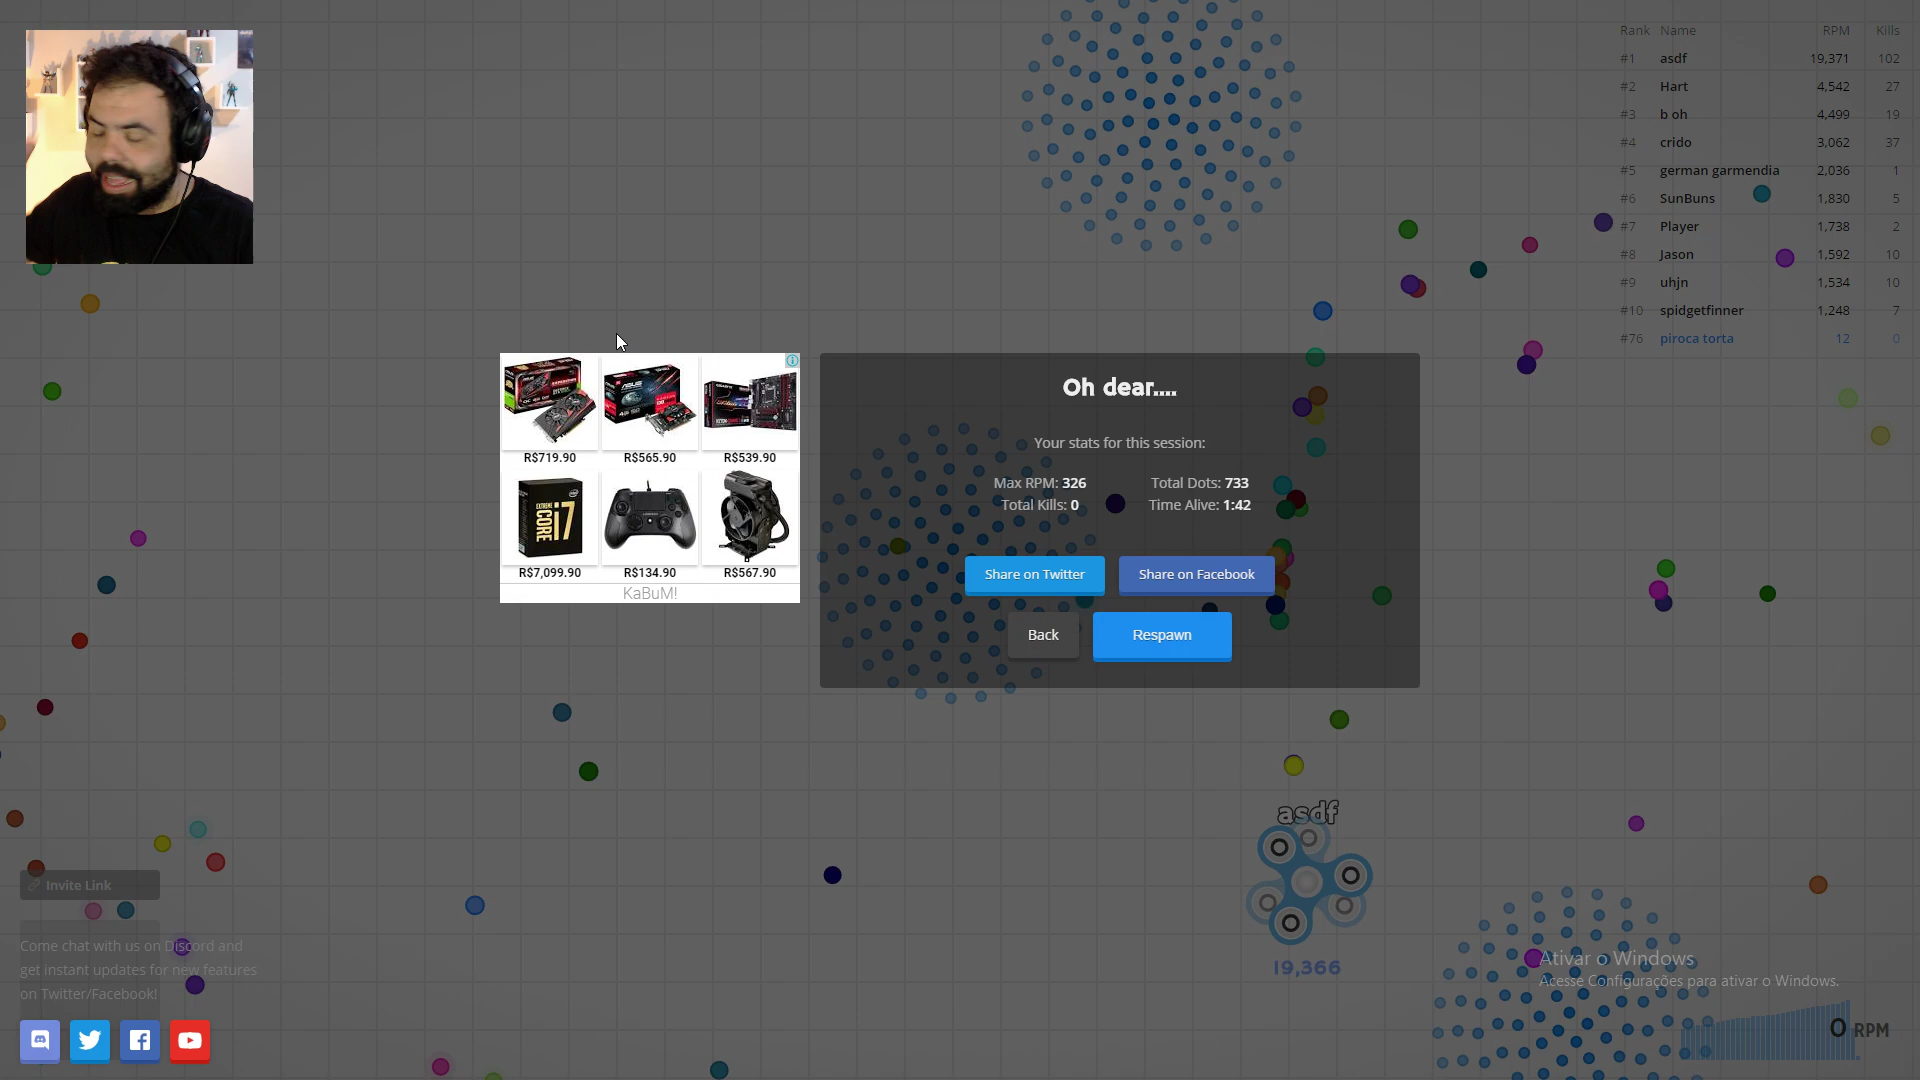 Rank Name RPM Kills
#1 asdf 19,371 102
#2 Hart 4,542 27
#3 b oh 4,499 19
#4 crido 3,062 37
#5 german garmendia 2,036 1
#6 SunBuns 1,830 5
#7 Player 1,738 2
#8 Jason 1,592 10
#9 uhjn 1,534 10
#10 spidgetfinner 1,248 7
#76 piroca torta 12 0
R$719.90 R$565.90 R$539.90
EXTREME CORE i7
R$7,099.90 R$134.90 R$567.90
KaBuM!
Oh dear....
Your stats for this session:
Max RPM: 326 Total Dots: 733
Total Kills: 0 Time Alive: 1:42
Share on Twitter Share on Facebook
Back Respawn
asdf
19,366
Invite Link
Come chat with us on Discord and
get instant updates for new features
on Twitter/Facebook!
Ativar o Windows
Acesse Configurações para ativar o Windows.
0 RPM